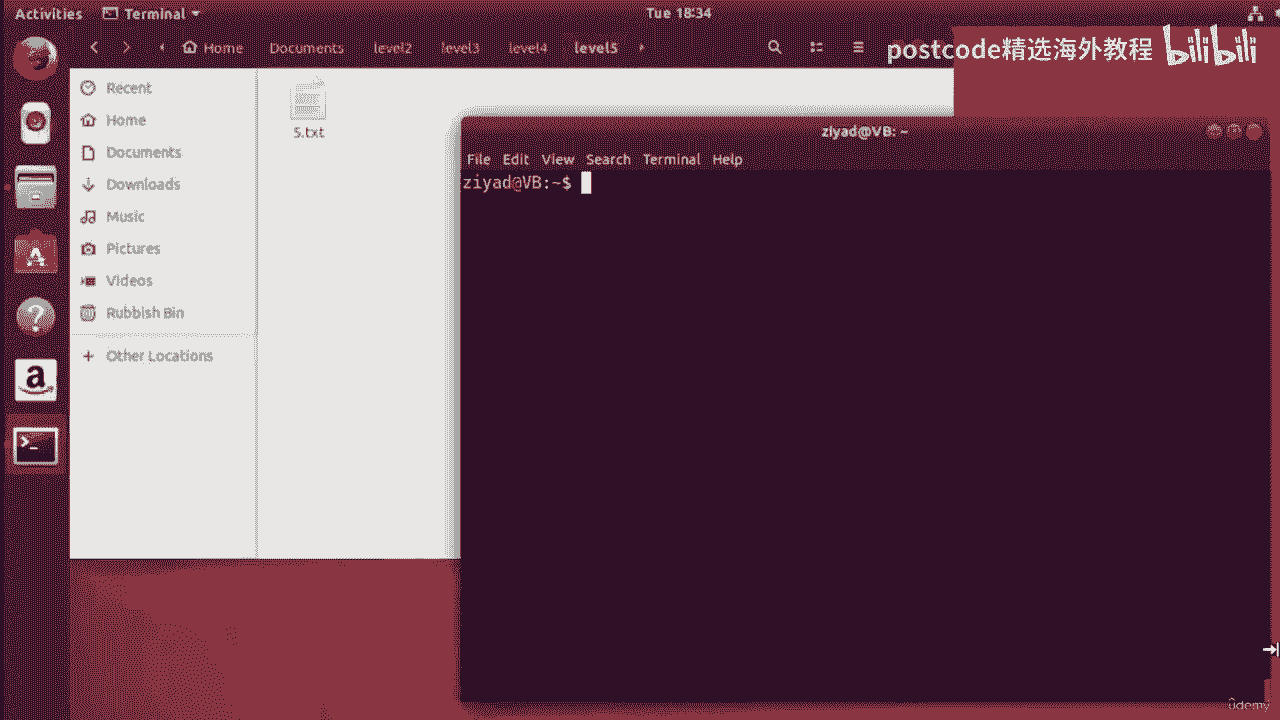 Activities Terminal Tue 18:34
Home Documents level2 level3 level4 level5
postcode精选海外教程 bilibili
Recent
Home
Documents
Downloads
Music
Pictures
Videos
Rubbish Bin
Other Locations
5.txt
ziyad@VB: ~
File Edit View Search Terminal Help
ziyad@VB:~$
Udemy